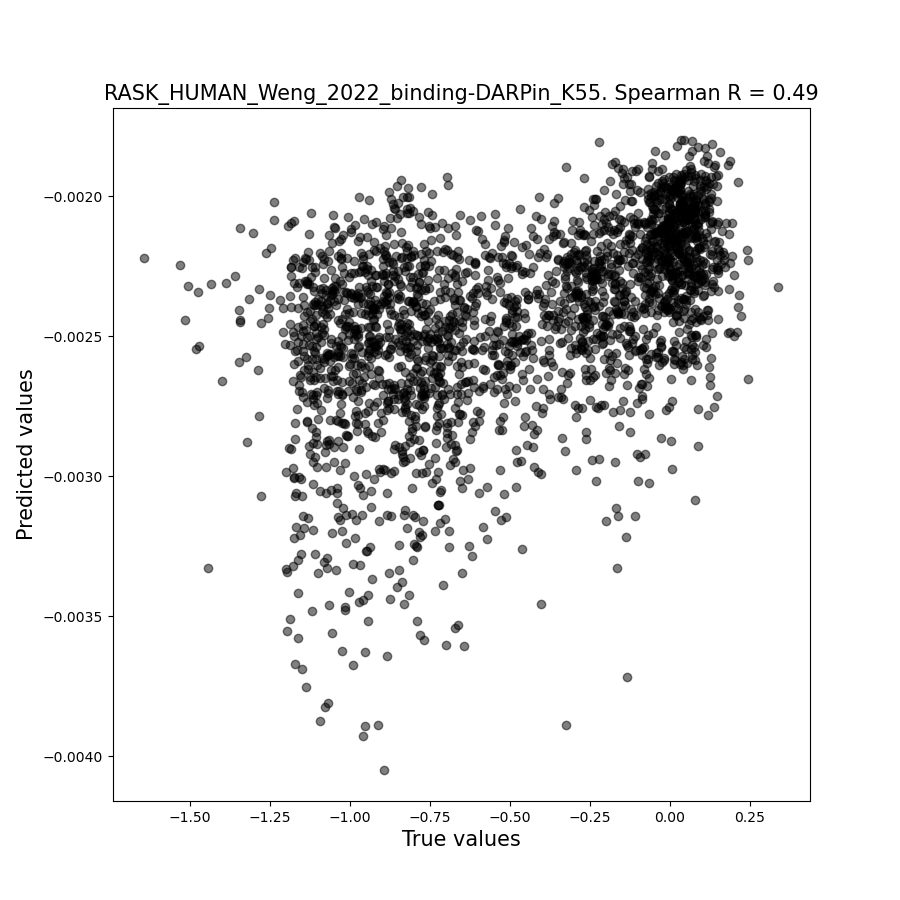 RASK_HUMAN_Weng_2022_binding-DARPin_K55. Spearman R = 0.49
−0.0020
−0.0025
−0.0030
−0.0035
−0.0040
Predicted values
−1.50 −1.25 −1.00 −0.75 −0.50 −0.25 0.00 0.25
True values